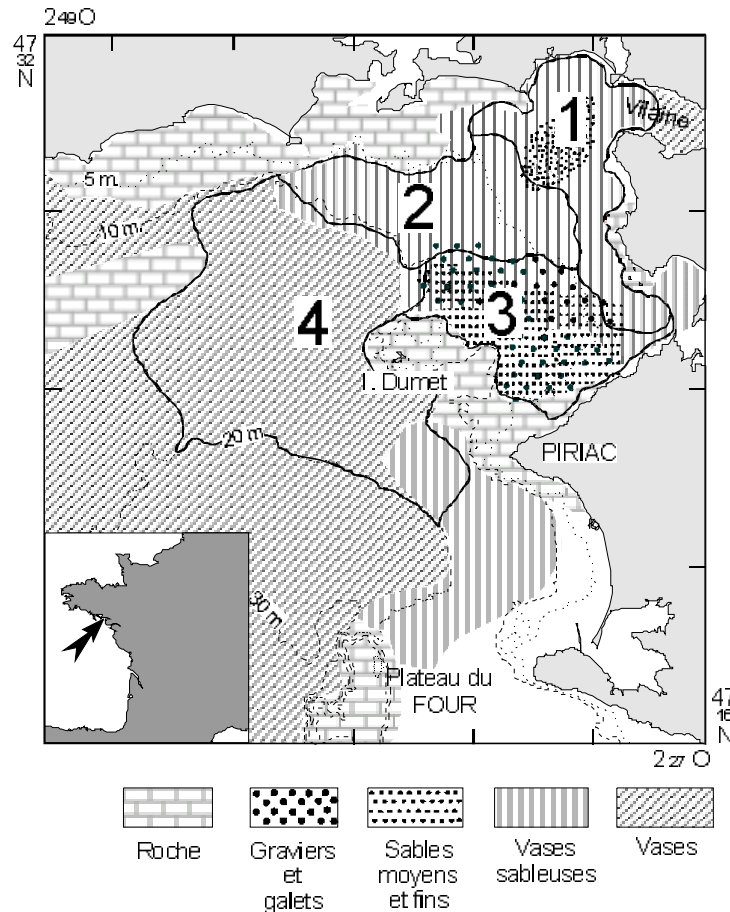 2 49 O
47
32
N
1
Vilaine
5 m.
2
10 m.
3
4
I. Dumet
20 m.
PIRIAC
30 m.
Plateau du
FOUR
47
16
N
2 27 O
Roche
Graviers
et
galets
Sables
moyens
et fins
Vases
sableuses
Vases